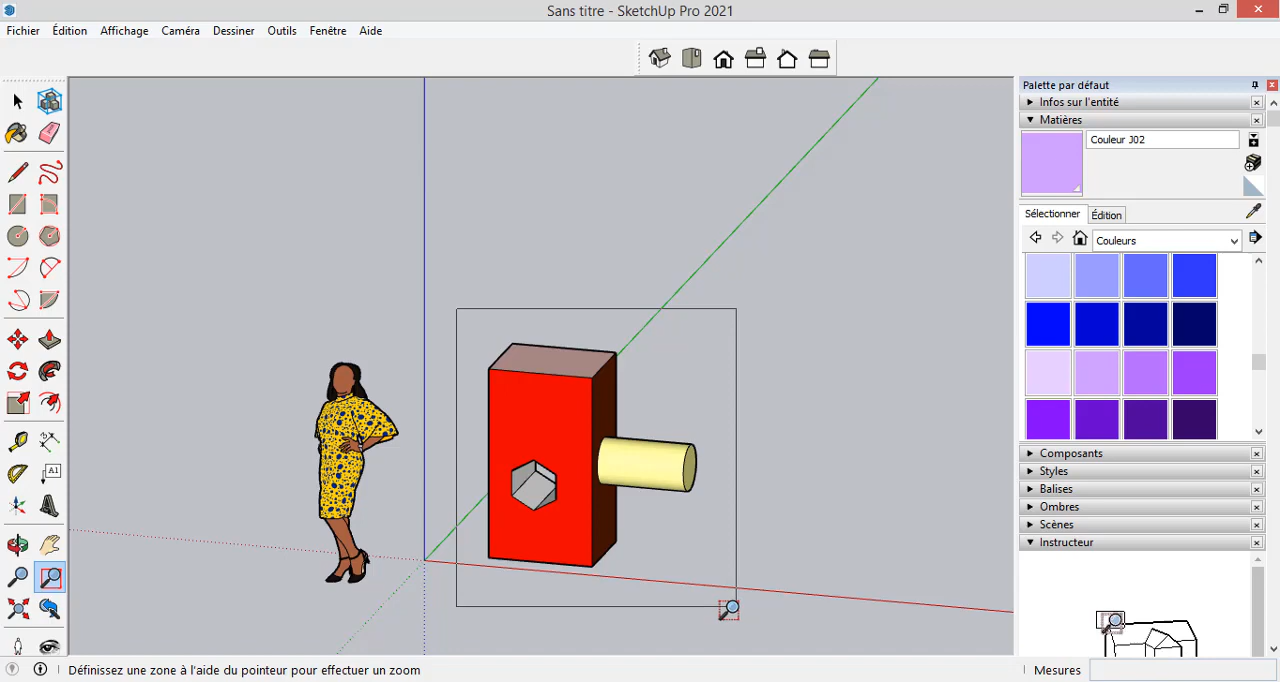 Sans titre - SketchUp Pro 2021
Fichier Édition Affichage Caméra Dessiner Outils Fenêtre Aide
Palette par défaut
Infos sur l'entité
Matières
Couleur J02
Sélectionner Édition
Couleurs
A1
Composants
Styles
Balises
Ombres
Scènes
Instructeur
Définissez une zone à l'aide du pointeur pour effectuer un zoom
Mesures